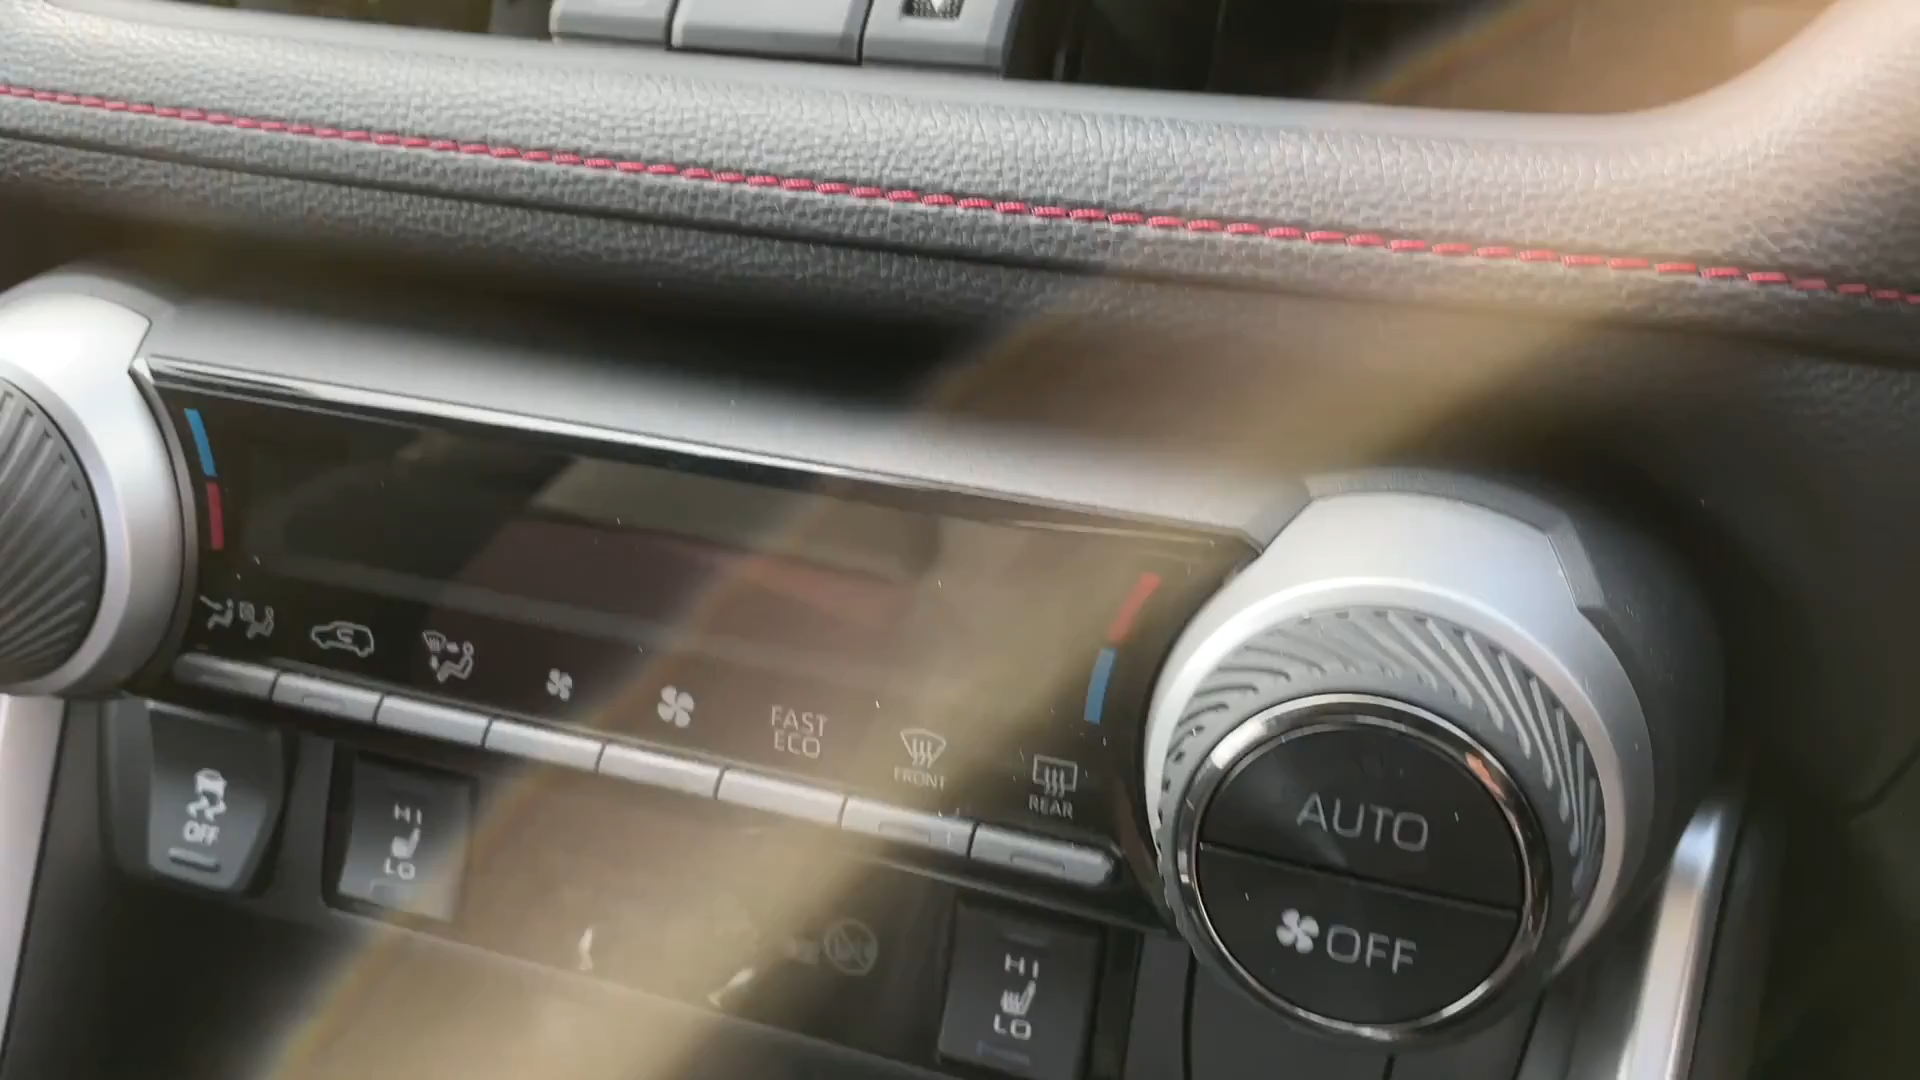 FAST
ECO
FRONT
REAR
AUTO
OFF
OFF
HI
LO
HI
LO